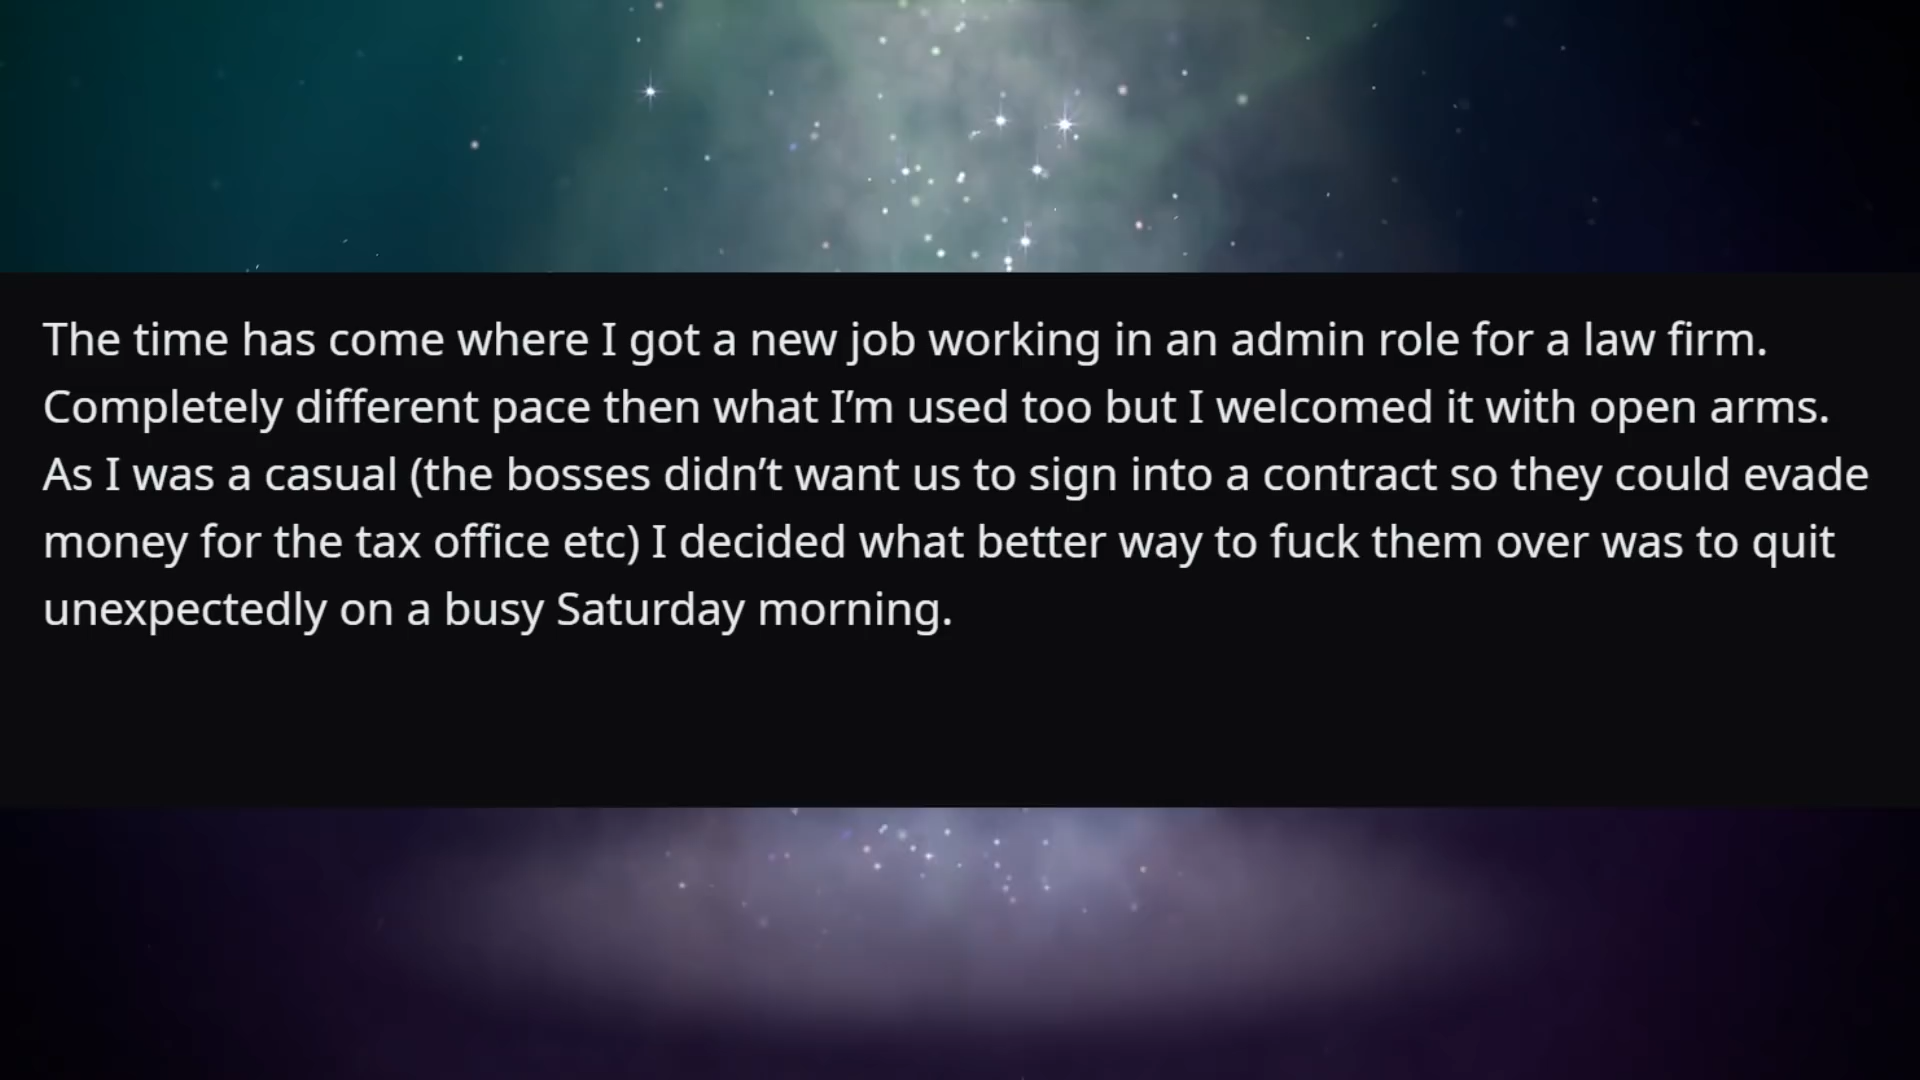 The time has come where I got a new job working in an admin role for a law firm.
Completely different pace then what I’m used too but I welcomed it with open arms.
As I was a casual (the bosses didn’t want us to sign into a contract so they could evade
money for the tax office etc) I decided what better way to fuck them over was to quit
unexpectedly on a busy Saturday morning.